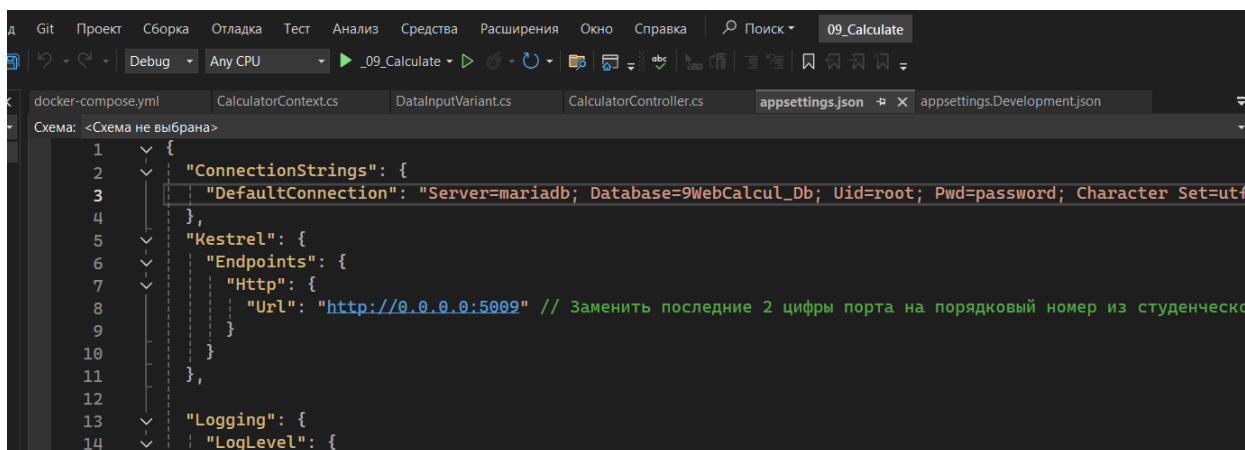 д Git Проект Сборка Отладка Тест Анализ Средства Расширения Окно Справка Поиск 09_Calculate
Debug Any CPU _09_Calculate
docker-compose.yml CalculatorContext.cs DataInputVariant.cs CalculatorController.cs appsettings.json appsettings.Development.json
Схема: <Схема не выбрана>
1 {
2 "ConnectionStrings": {
3 "DefaultConnection": "Server=mariadb; Database=9WebCalcul_Db; Uid=root; Pwd=password; Character Set=utf
4 },
5 "Kestrel": {
6 "Endpoints": {
7 "Http": {
8 "Url": "http://0.0.0.0:5009" // Заменить последние 2 цифры порта на порядковый номер из студенческо
9 }
10 }
11 },
12
13 "Logging": {
14 "LogLevel": {